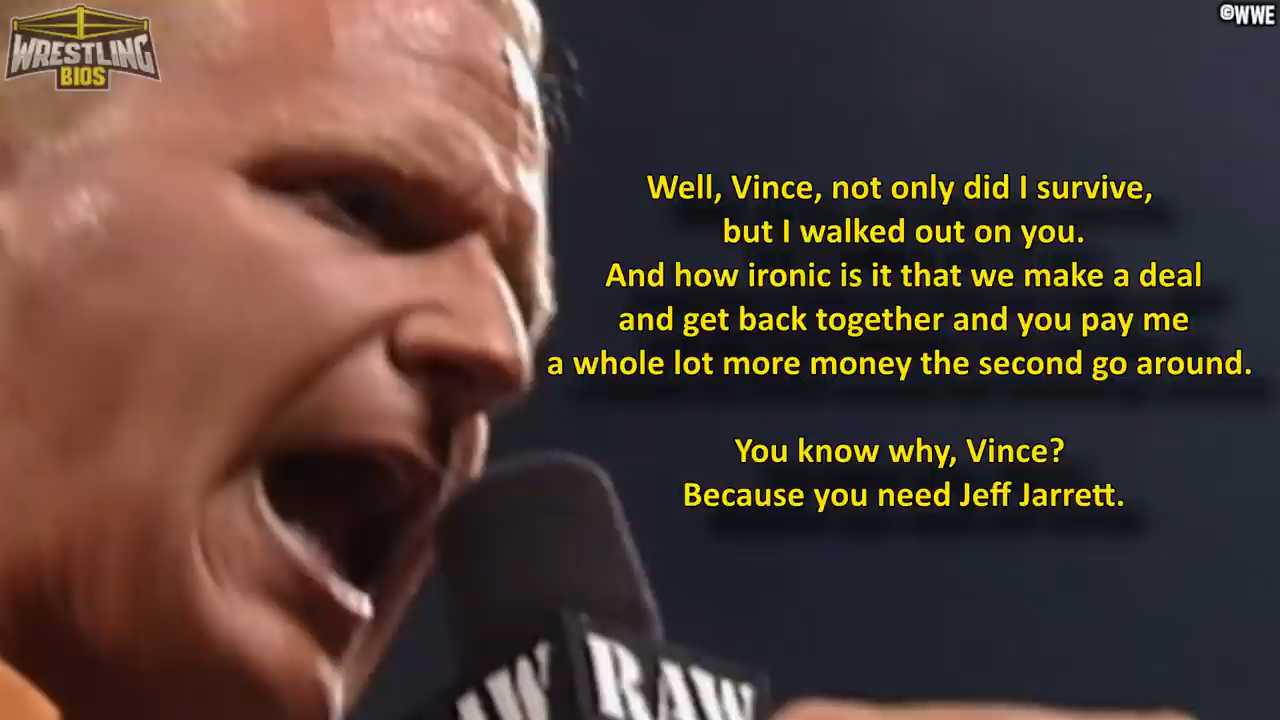 WRESTLING
BIOS
©WWE
Well, Vince, not only did I survive,
but I walked out on you.
And how ironic is it that we make a deal
and get back together and you pay me
a whole lot more money the second go around.
You know why, Vince?
Because you need Jeff Jarrett.
RAW